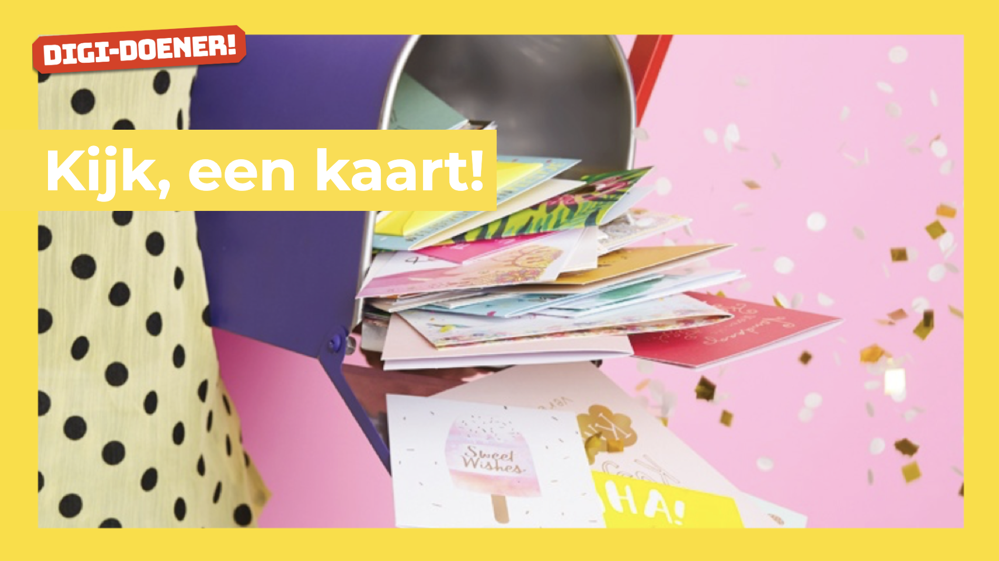 DIGI-DOENER!
Kijk, een kaart!
Sweet
Wishes
HA!